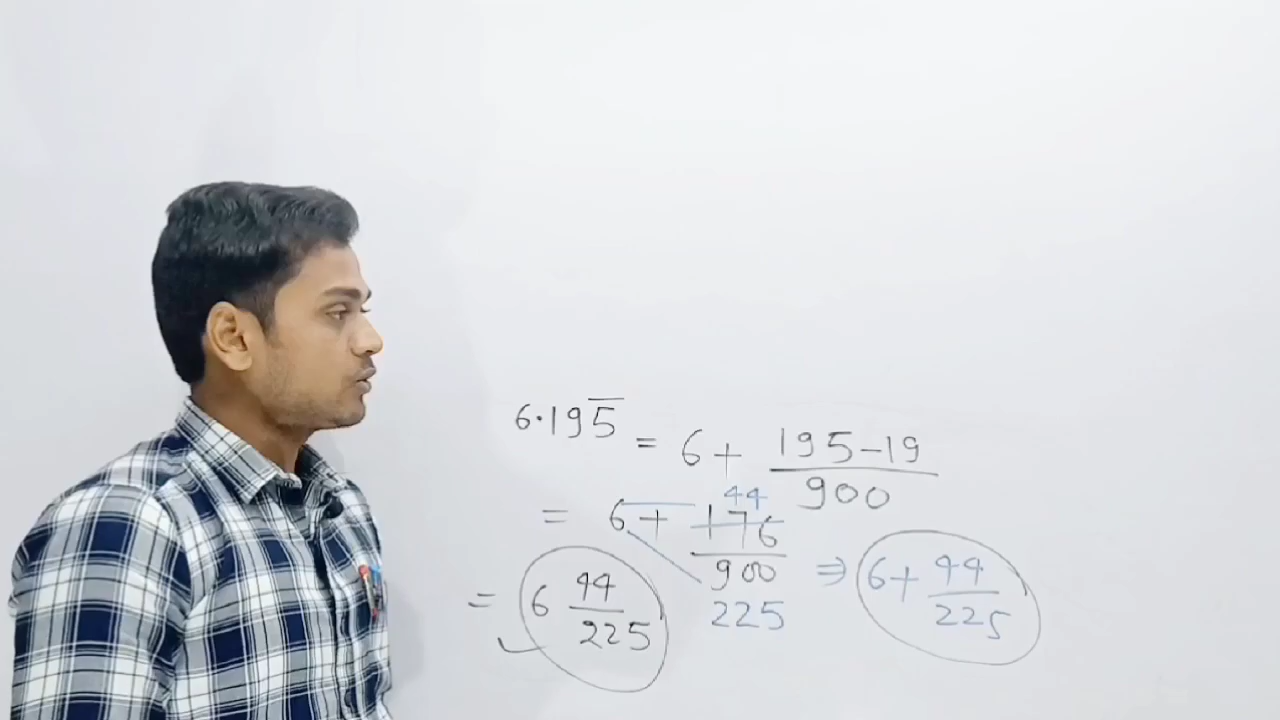 6.195̅ = 6 + (195-19)/900
= 6 + 176/900 44 225 ⇒ 6 + 44/225
= 6 44/225